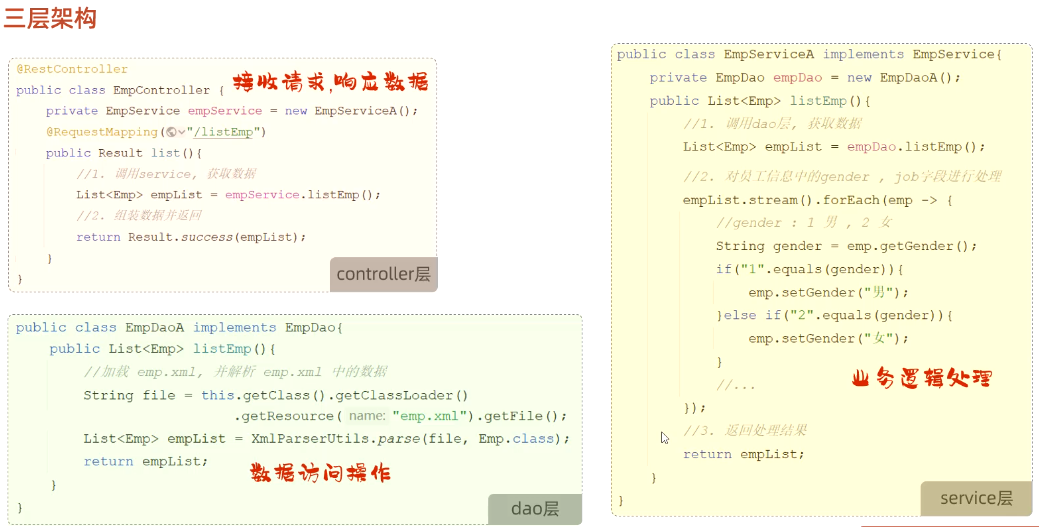 三层架构
@RestController
接收请求,响应数据
public class EmpController {
private EmpService empService = new EmpServiceA();
@RequestMapping("/listEmp")
public Result list(){
//1. 调用service, 获取数据
List<Emp> empList = empService.listEmp();
//2. 组装数据并返回
return Result.success(empList);
}
}
controller层
public class EmpDaoA implements EmpDao{
public List<Emp> listEmp(){
//加载 emp.xml, 并解析 emp.xml 中的数据
String file = this.getClass().getClassLoader()
.getResource( name: "emp.xml").getFile();
List<Emp> empList = XmlParserUtils.parse(file, Emp.class);
return empList;
数据访问操作
}
}
dao层
public class EmpServiceA implements EmpService{
private EmpDao empDao = new EmpDaoA();
public List<Emp> listEmp(){
//1. 调用dao层, 获取数据
List<Emp> empList = empDao.listEmp();
//2. 对员工信息中的gender , job字段进行处理
empList.stream().forEach(emp -> {
//gender : 1 男 , 2 女
String gender = emp.getGender();
if("1".equals(gender)){
emp.setGender("男");
}else if("2".equals(gender)){
emp.setGender("女");
}
业务逻辑处理
//...
});
//3. 返回处理结果
return empList;
}
}
service层